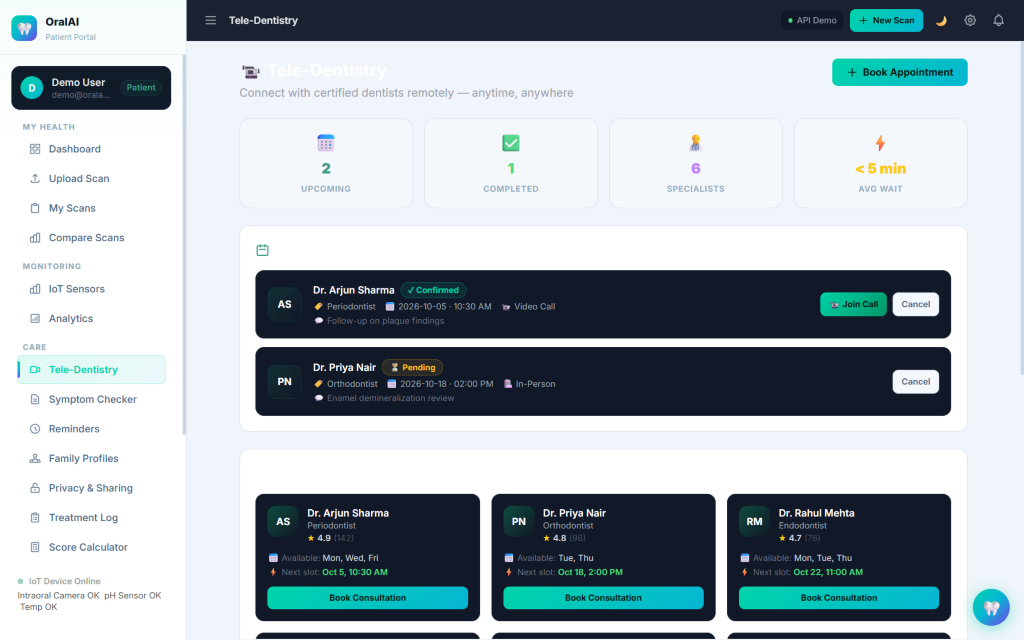 OralAI
Patient Portal
D
Demo User
demo@orala...
Patient
MY HEALTH
Dashboard
Upload Scan
My Scans
Compare Scans
MONITORING
IoT Sensors
Analytics
CARE
Tele-Dentistry
Symptom Checker
Reminders
Family Profiles
Privacy & Sharing
Treatment Log
Score Calculator
IoT Device Online
Intraoral Camera OK pH Sensor OK
Temp OK
Tele-Dentistry
API Demo
+ New Scan
Tele-Dentistry
Connect with certified dentists remotely — anytime, anywhere
+ Book Appointment
2
UPCOMING
1
COMPLETED
6
SPECIALISTS
< 5 min
AVG WAIT
AS
Dr. Arjun Sharma ✓ Confirmed
Periodontist 2026-10-05 · 10:30 AM Video Call
Follow-up on plaque findings
Join Call
Cancel
PN
Dr. Priya Nair Pending
Orthodontist 2026-10-18 · 02:00 PM In-Person
Enamel demineralization review
Cancel
AS
Dr. Arjun Sharma
Periodontist
★ 4.9 (142)
Available: Mon, Wed, Fri
Next slot: Oct 5, 10:30 AM
Book Consultation
PN
Dr. Priya Nair
Orthodontist
★ 4.8 (98)
Available: Tue, Thu
Next slot: Oct 18, 2:00 PM
Book Consultation
RM
Dr. Rahul Mehta
Endodontist
★ 4.7 (76)
Available: Mon, Tue, Thu
Next slot: Oct 22, 11:00 AM
Book Consultation